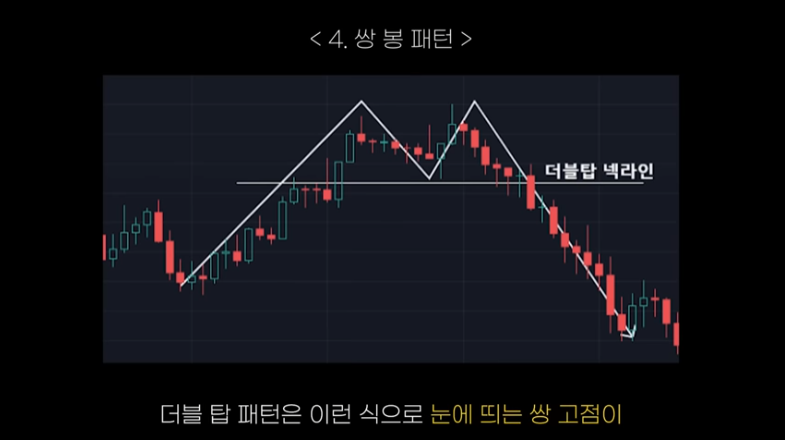 < 4. 쌍 봉 패턴 >
더블탑 넥라인
더블 탑 패턴은 이런 식으로 눈에 띄는 쌍 고점이